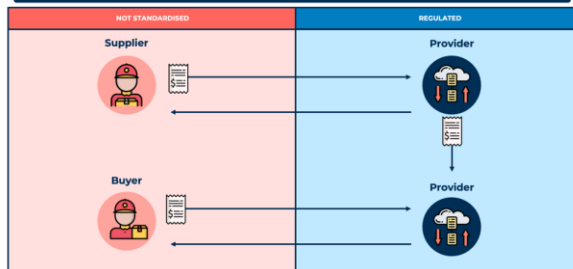 NOT STANDARDISED
REGULATED
Supplier
Provider
Buyer
Provider